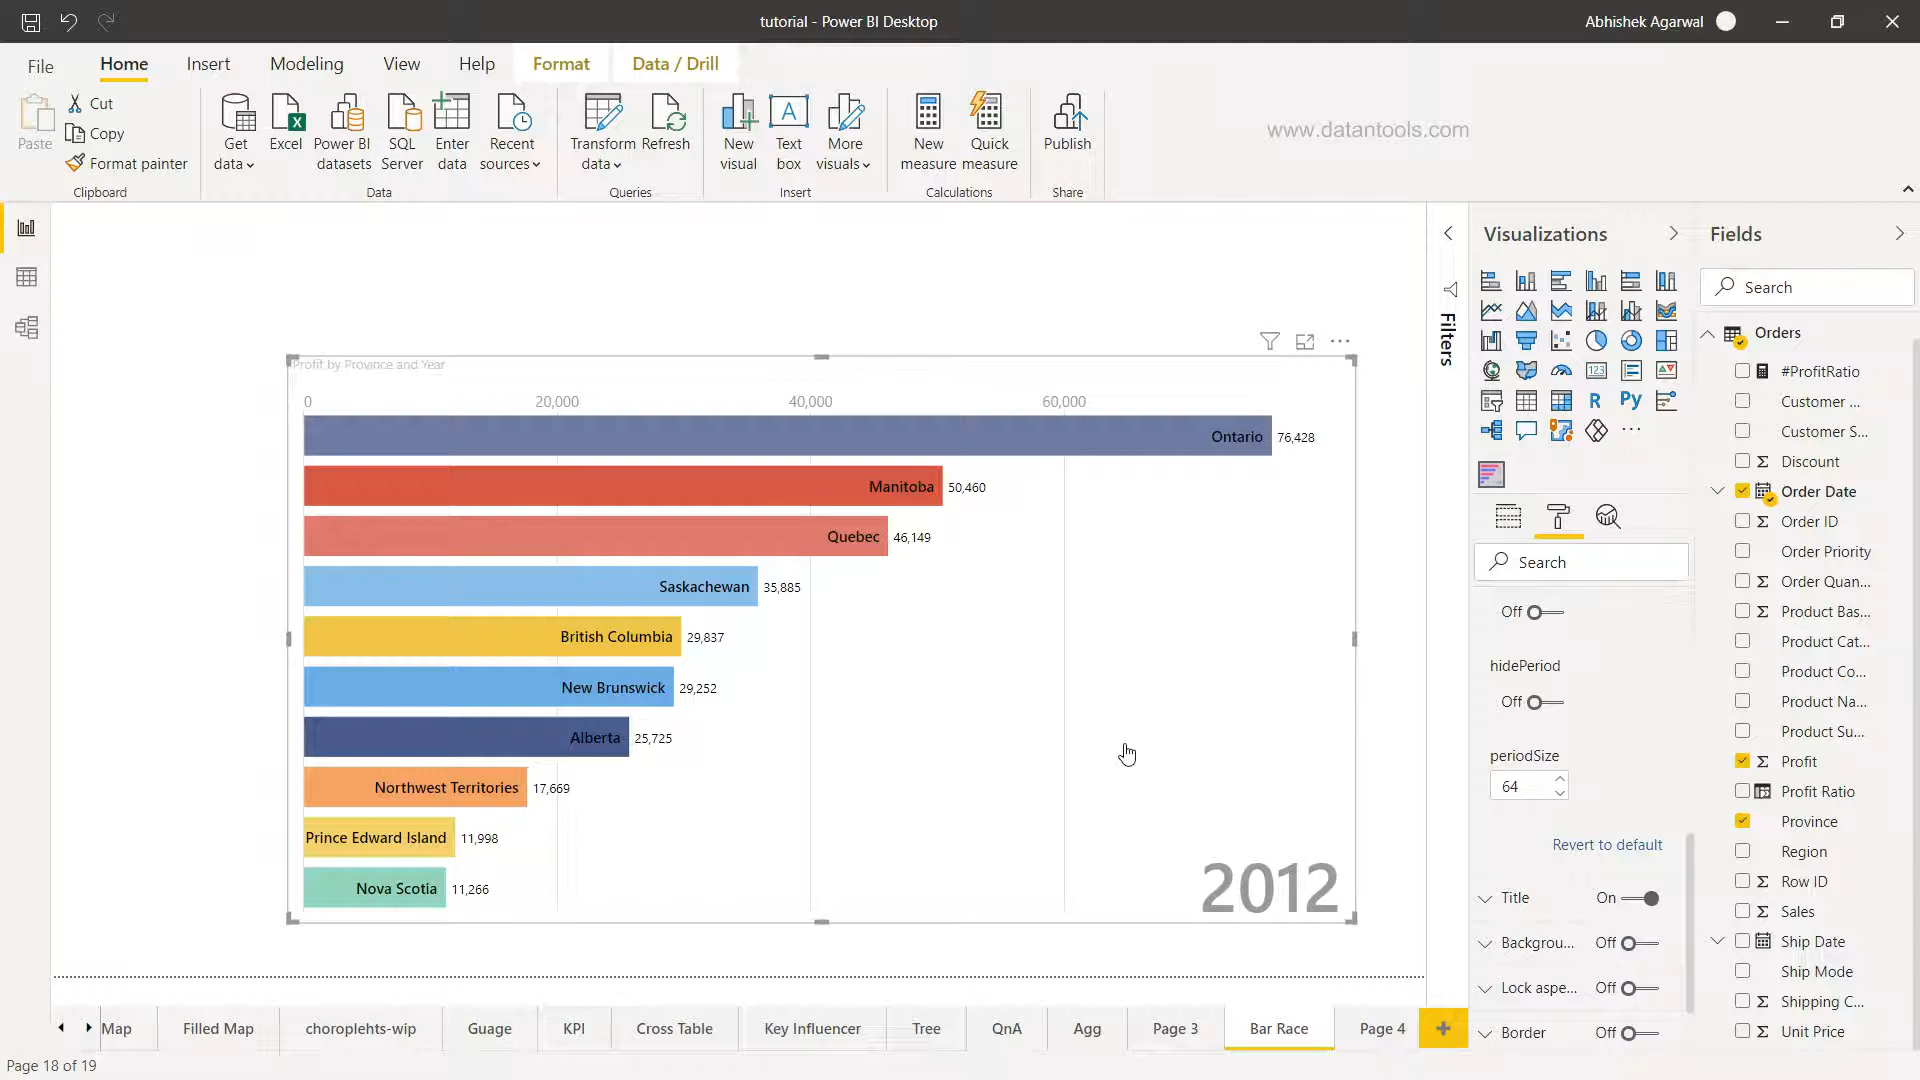 tutorial - Power BI Desktop
Abhishek Agarwal
File
Home
Insert
Modeling
View
Help
Format
Data / Drill
Paste
Cut
Copy
Format painter
Clipboard
Get data
Excel
Power BI datasets
SQL Server
Enter data
Recent sources
Data
Transform data
Refresh
Queries
New visual
A
Text box
More visuals
Insert
New measure
Quick measure
Calculations
Publish
Share
www.datantools.com
Profit by Province and Year
0 20,000 40,000 60,000
Ontario 76,428
Manitoba 50,460
Quebec 46,149
Saskachewan 35,885
British Columbia 29,837
New Brunswick 29,252
Alberta 25,725
Northwest Territories 17,669
Prince Edward Island 11,998
Nova Scotia 11,266
2012
Filters
Visualizations
123
R
Py
...
Search
Off
hidePeriod
Off
periodSize
64
Revert to default
Title On
Backgrou... Off
Lock aspe... Off
Border Off
Fields
Search
Orders
#ProfitRatio
Customer ...
Customer S...
Discount
Order Date
Order ID
Order Priority
Order Quan...
Product Bas...
Product Cat...
Product Co...
Product Na...
Product Su...
Profit
Profit Ratio
Province
Region
Row ID
Sales
Ship Date
Ship Mode
Shipping C...
Unit Price
Map
Filled Map
choroplehts-wip
Guage
KPI
Cross Table
Key Influencer
Tree
QnA
Agg
Page 3
Bar Race
Page 4
Page 18 of 19